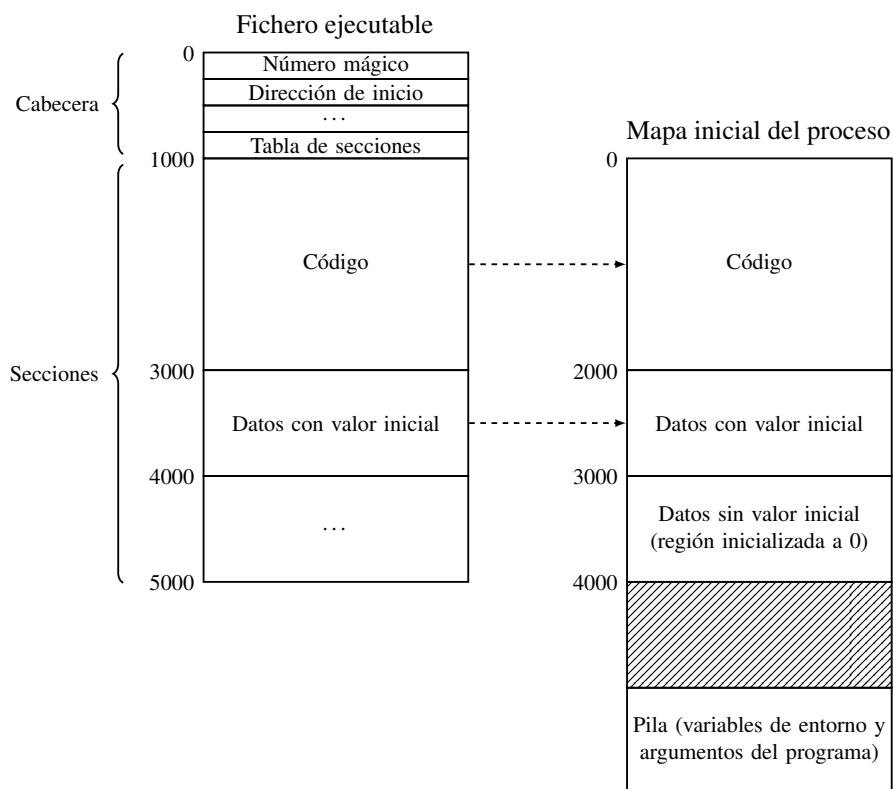 Fichero ejecutable
0
Número mágico
Dirección de inicio
Cabecera
...
Tabla de secciones
1000
Código
3000
Secciones
Datos con valor inicial
4000
...
5000
Mapa inicial del proceso
0
Código
2000
Datos con valor inicial
3000
Datos sin valor inicial
(región inicializada a 0)
4000
Pila (variables de entorno y
argumentos del programa)